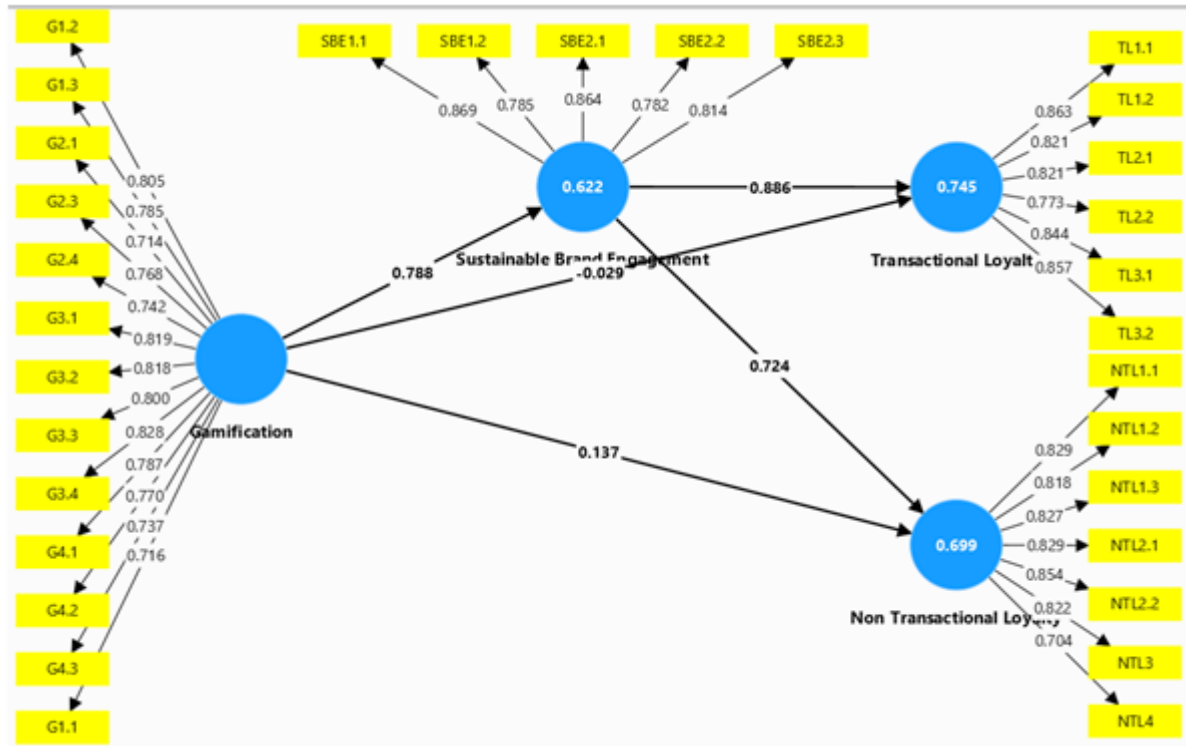 G1.2
G1.3
G2.1
G2.3
G2.4
G3.1
G3.2
G3.3
G3.4
G4.1
G4.2
G4.3
G1.1
0.805
0.785
0.714
0.768
0.742
0.819
0.818
0.800
0.828
0.787
0.770
0.737
0.716
Gamification
SBE1.1
SBE1.2
SBE2.1
SBE2.2
SBE2.3
0.869
0.785
0.864
0.782
0.814
0.622
Sustainable Brand Engagement
0.788
0.886
-0.029
0.724
0.137
0.745
Transactional Loyalt
0.863
0.821
0.821
0.773
0.844
0.857
TL1.1
TL1.2
TL2.1
TL2.2
TL3.1
TL3.2
0.699
Non Transactional Loyalty
0.829
0.818
0.827
0.829
0.854
0.822
0.704
NTL1.1
NTL1.2
NTL1.3
NTL2.1
NTL2.2
NTL3
NTL4